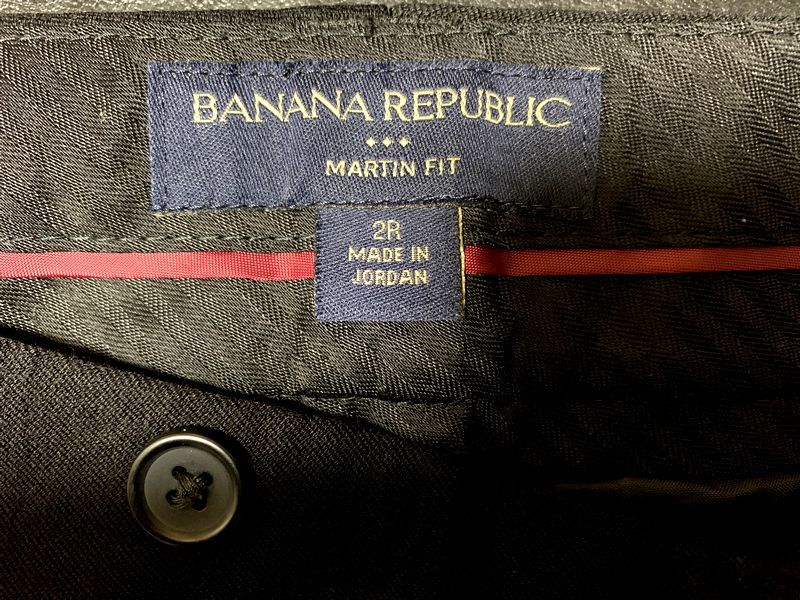 BANANA REPUBLIC
MARTIN FIT
2R
MADE IN
JORDAN